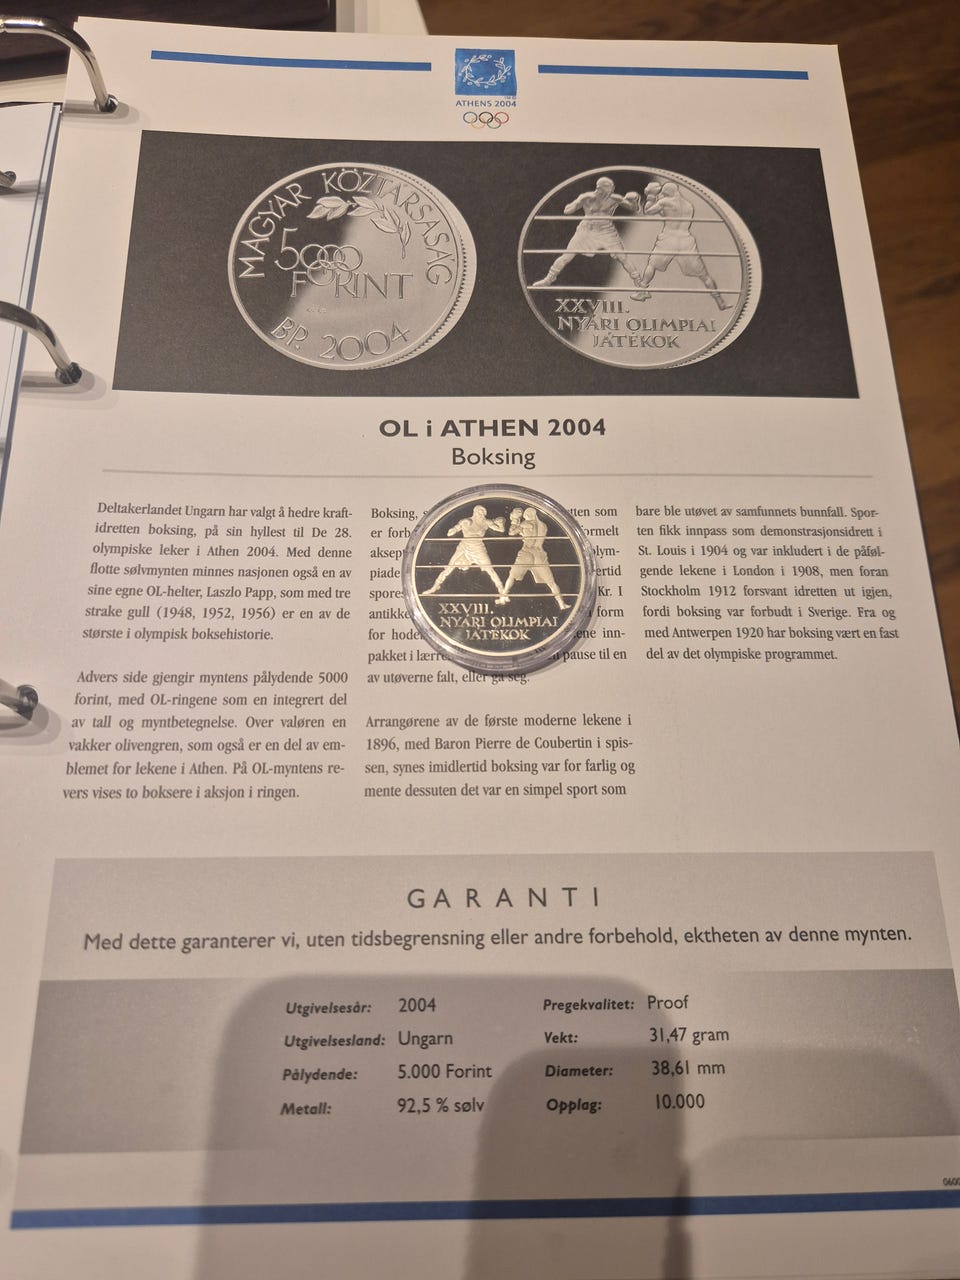 ATHENS 2004
MAGYAR KÖZTÁRSASÁG
5000
FORINT
BP. 2004
XXVIII.
NYÁRI OLIMPIAI
JÁTÉKOK
OL i ATHEN 2004
Boksing
Deltakerlandet Ungarn har valgt å hedre kraft-
idretten boksing, på sin hyllest til De 28.
olympiske leker i Athen 2004. Med denne
flotte sølvmynten minnes nasjonen også en av
sine egne OL-helter, Laszlo Papp, som med tre
strake gull (1948, 1952, 1956) er en av de
største i olympisk boksehistorie.
Advers side gjengir myntens pålydende 5000
forint, med OL-ringene som en integrert del
av tall og myntbetegnelse. Over valøren en
vakker olivengren, som også er en del av em-
blemet for lekene i Athen. På OL-myntens re-
vers vises to boksere i aksjon i ringen.
Boksing, som
er
Kr. I
form
for inn-
pakket i pause til en
av utøverne falt, eller ga seg.
XXVIII.
NYÁRI OLIMPIAI
JÁTÉKOK
Arrangørene av de første moderne lekene i
1896, med Baron Pierre de Coubertin i spis-
sen, synes imidlertid boksing var for farlig og
mente dessuten det var en simpel sport som
bare ble utøvet av samfunnets bunnfall. Spor-
ten fikk innpass som demonstrasjonsidrett i
St. Louis i 1904 og var inkludert i de påføl-
gende lekene i London i 1908, men foran
Stockholm 1912 forsvant idretten ut igjen,
fordi boksing var forbudt i Sverige. Fra og
med Antwerpen 1920 har boksing vært en fast
del av det olympiske programmet.
GARANTI
Med dette garanterer vi, uten tidsbegrensning eller andre forbehold, ektheten av denne mynten.
Utgivelsesår: 2004 Pregekvalitet: Proof
Utgivelsesland: Ungarn Vekt: 31,47 gram
Pålydende: 5.000 Forint Diameter: 38,61 mm
Metall: 92,5 % sølv Opplag: 10.000